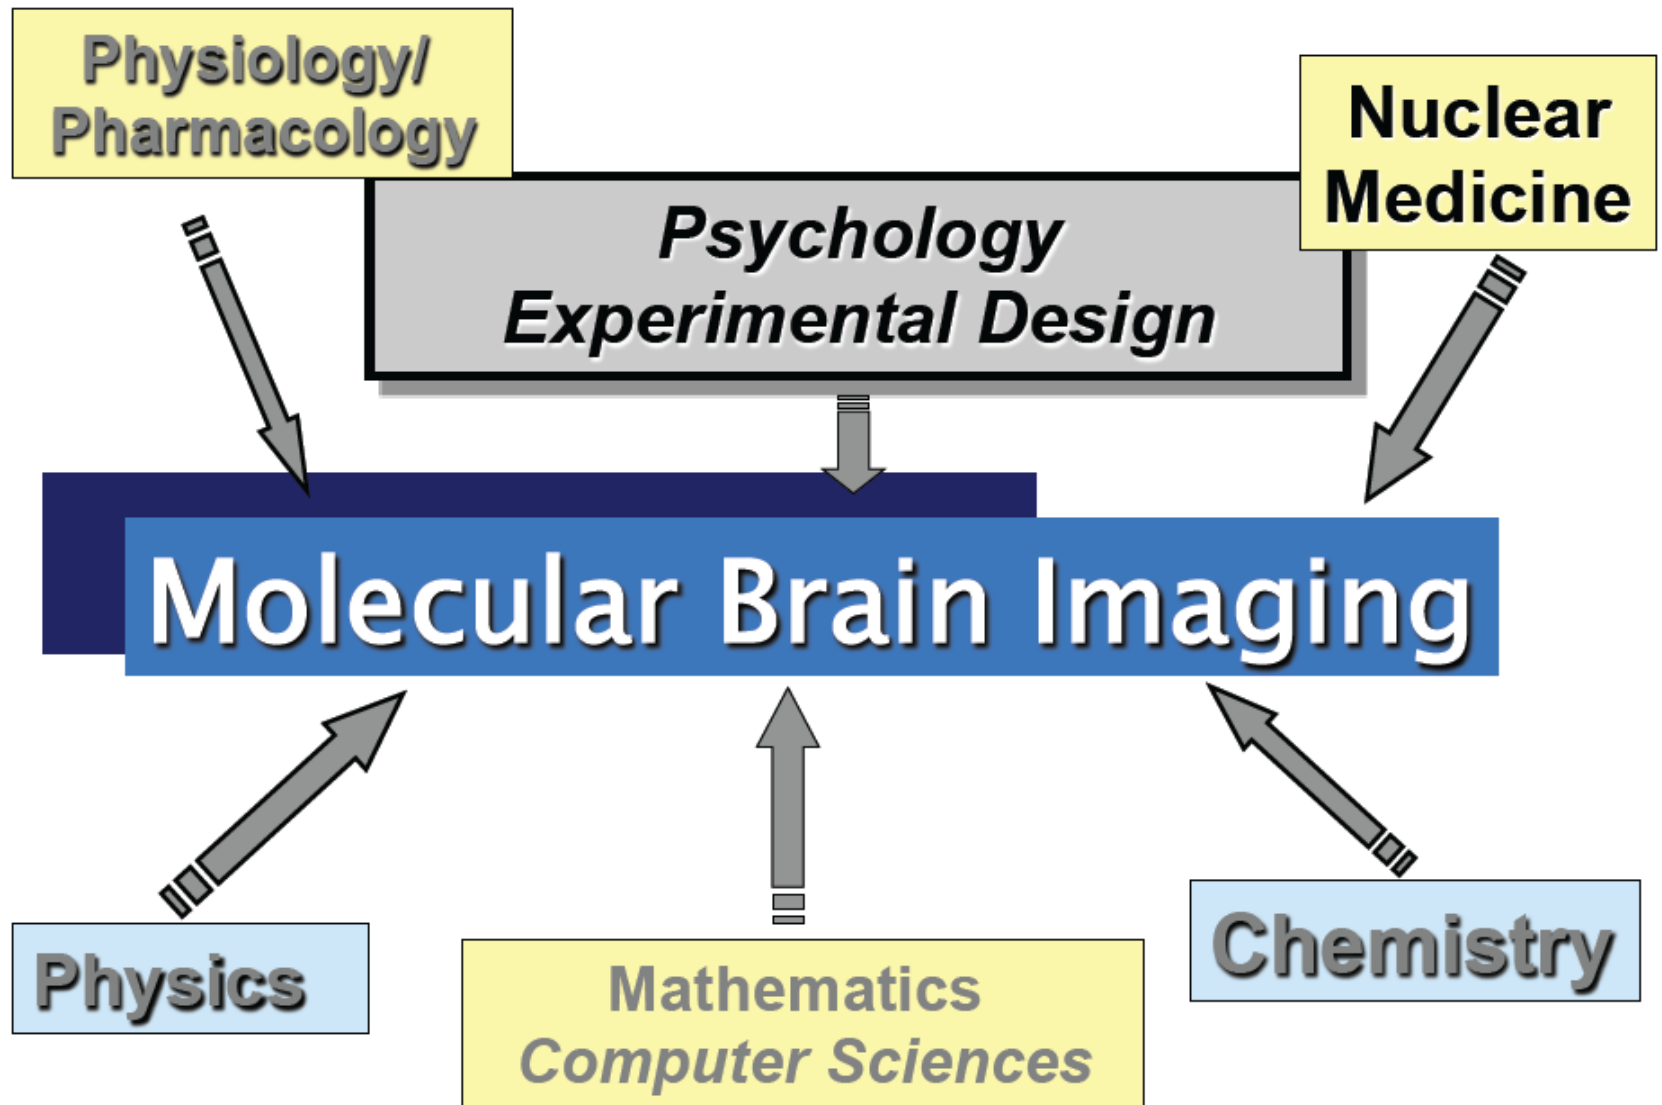 Physiology/
Pharmacology
Nuclear
Medicine
Psychology
Experimental Design
Molecular Brain Imaging
Physics
Mathematics
Computer Sciences
Chemistry